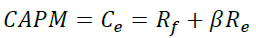 CAPM = C_e = R_f + βR_e